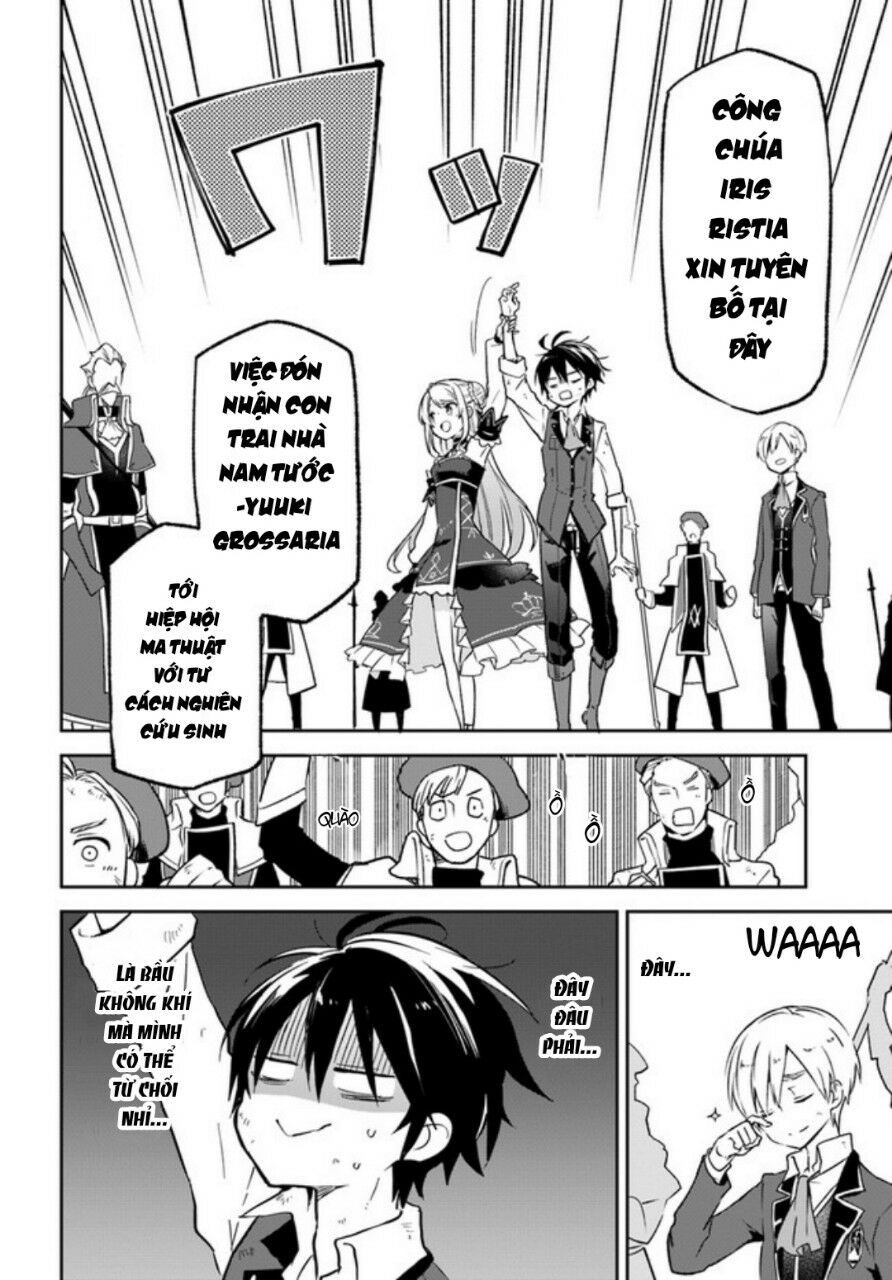 CÔNG
CHÚA
IRIS
RISTIA
XIN TUYÊN
BỐ TẠI
ĐÂY
ワッ
VIỆC ĐÓN
NHẬN CON
TRAI NHÀ
NAM TƯỚC
-YUUKI
GROSSARIA
TỚI
HIỆP HỘI
MA THUẬT
VỚI TƯ
CÁCH NGHIÊN
CỨU SINH
Ồ
Ồ
Ồ
QUÀO
WAAAA
ĐÂY...
ĐÂY
ĐÂU
PHẢI...
LÀ BẦU
KHÔNG KHÍ
MÀ MÌNH
CÓ THỂ
TỪ CHỐI
NHỈ...